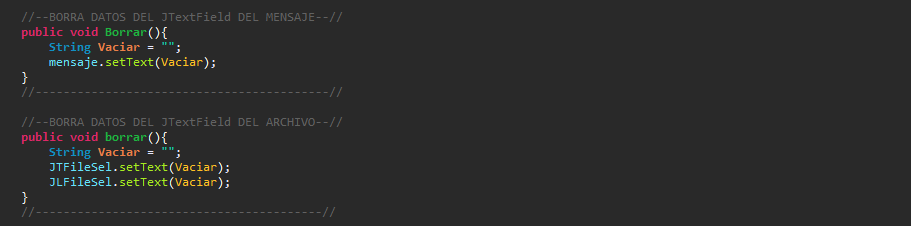 //--BORRA DATOS DEL JTextField DEL MENSAJE--//
public void Borrar(){
String Vaciar = "";
mensaje.setText(Vaciar);
}
//------------------------------------------//
//--BORRA DATOS DEL JTextField DEL ARCHIVO--//
public void borrar(){
String Vaciar = "";
JTFileSel.setText(Vaciar);
JLFileSel.setText(Vaciar);
}
//-----------------------------------------//